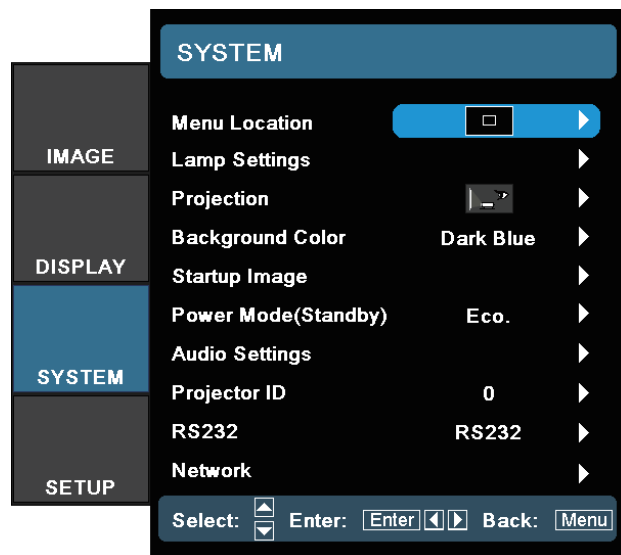 SYSTEM
Menu Location
IMAGE
Lamp Settings
Projection
Background Color Dark Blue
DISPLAY
Startup Image
Power Mode(Standby) Eco.
Audio Settings
SYSTEM
Projector ID 0
RS232 RS232
Network
SETUP
Select: Enter: Enter Back: Menu